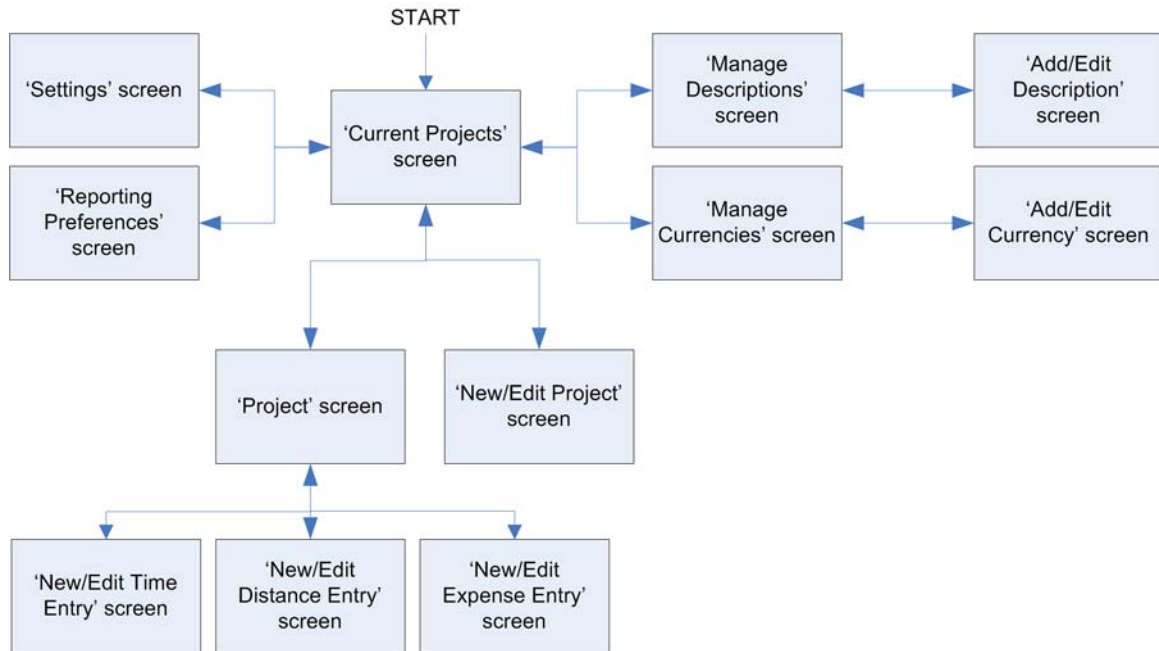 START
‘Settings’ screen
‘Current Projects’
screen
‘Manage
Descriptions’
screen
‘Add/Edit
Description’
screen
‘Reporting
Preferences’
screen
‘Manage
Currencies’ screen
‘Add/Edit
Currency’ screen
‘Project’ screen
‘New/Edit Project’
screen
‘New/Edit Time
Entry’ screen
‘New/Edit
Distance Entry’
screen
‘New/Edit
Expense Entry’
screen